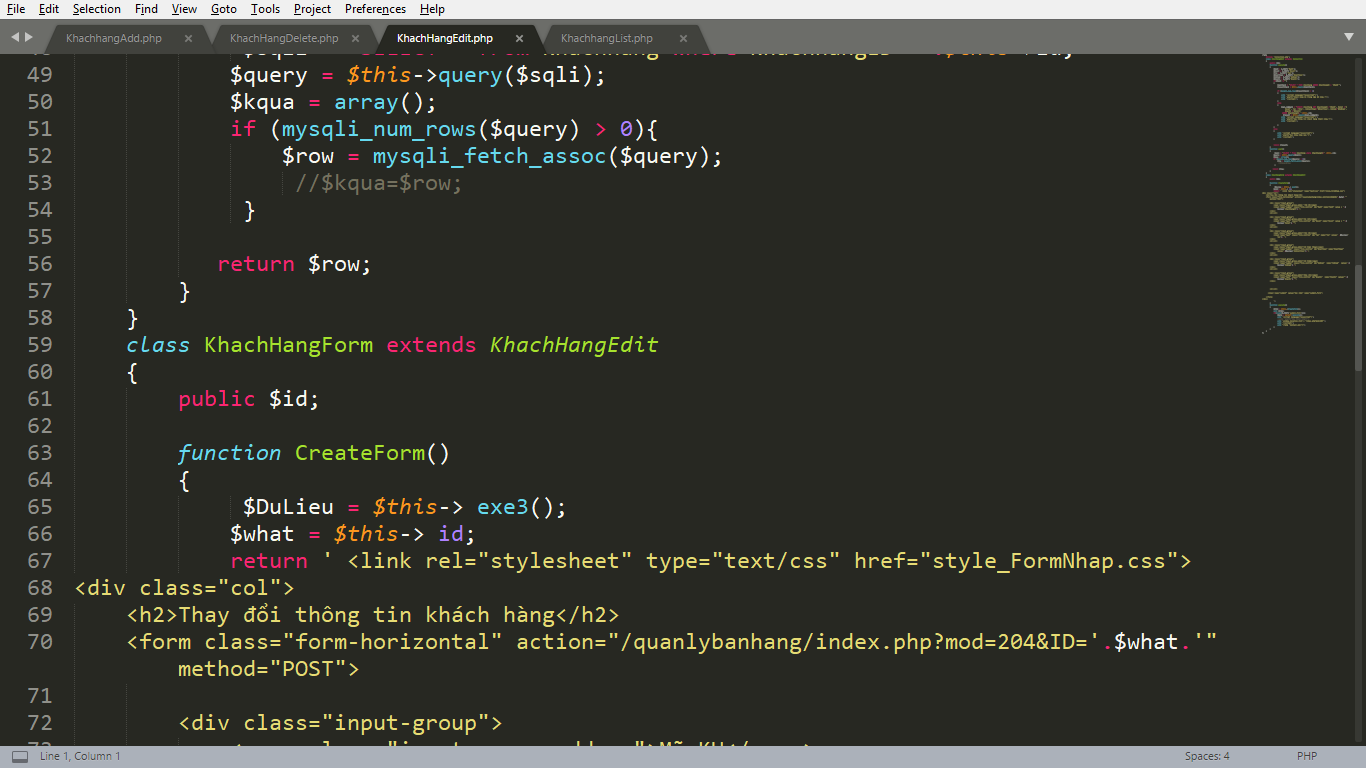 File Edit Selection Find View Goto Tools Project Preferences Help
KhachhangAdd.php × KhachHangDelete.php × KhachHangEdit.php × KhachhangList.php ×
49 $query = $this->query($sqli);
50 $kqua = array();
51 if (mysqli_num_rows($query) > 0){
52 $row = mysqli_fetch_assoc($query);
53 //$kqua=$row;
54 }
55
56 return $row;
57 }
58 }
59 class KhachHangForm extends KhachHangEdit
60 {
61 public $id;
62
63 function CreateForm()
64 {
65 $DuLieu = $this-> exe3();
66 $what = $this-> id;
67 return ' <link rel="stylesheet" type="text/css" href="style_FormNhap.css">
68 <div class="col">
69 <h2>Thay đổi thông tin khách hàng</h2>
70 <form class="form-horizontal" action="/quanlybanhang/index.php?mod=204&ID='.$what.'"
method="POST">
71
72 <div class="input-group">
Line 1, Column 1 Spaces: 4 PHP